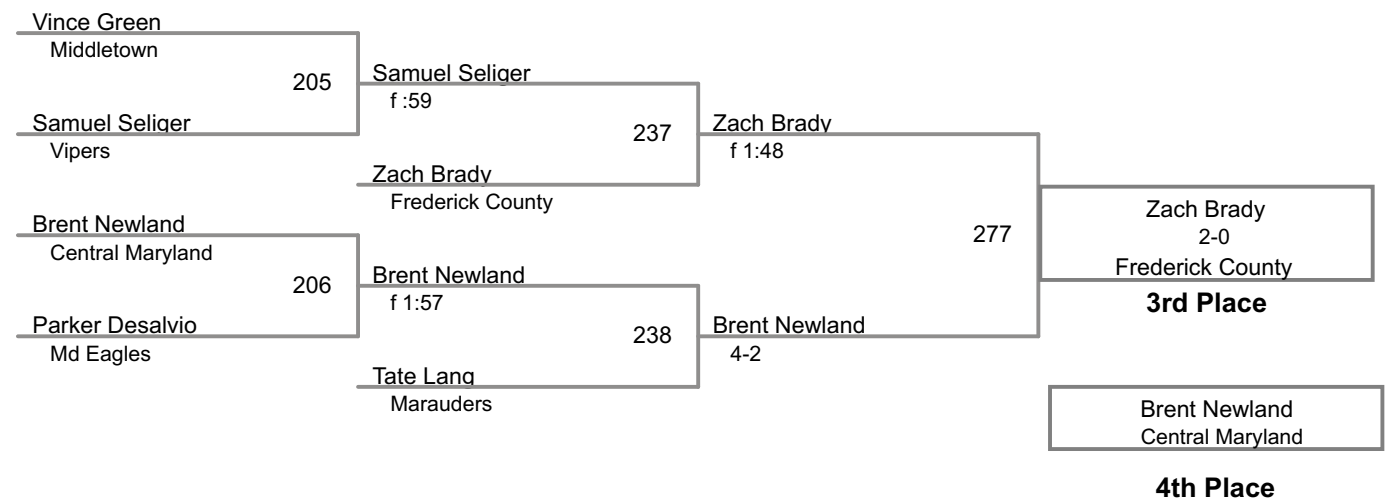 Vince Green
Middletown
205
Samuel Seliger
f :59
Samuel Seliger
Vipers
237
Zach Brady
f 1:48
Zach Brady
Frederick County
Brent Newland
Central Maryland
277
Zach Brady
2-0
Frederick County
3rd Place
206
Brent Newland
f 1:57
Parker Desalvio
Md Eagles
238
Brent Newland
4-2
Tate Lang
Marauders
Brent Newland
Central Maryland
4th Place